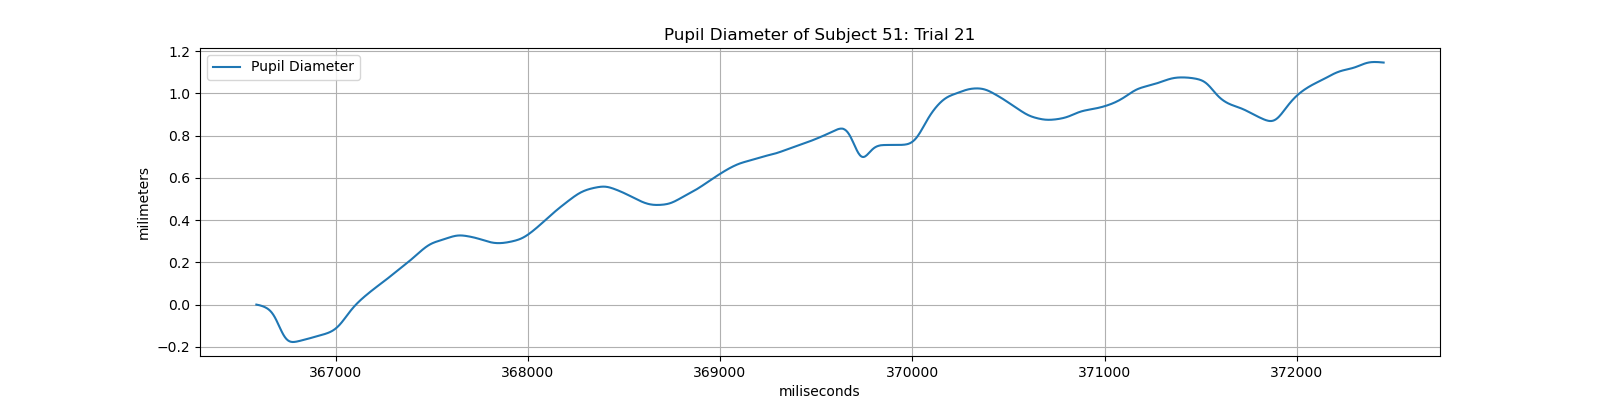 Pupil Diameter of Subject 51: Trial 21
Pupil Diameter
milimeters
1.2
1.0
0.8
0.6
0.4
0.2
0.0
−0.2
367000 368000 369000 370000 371000 372000
miliseconds